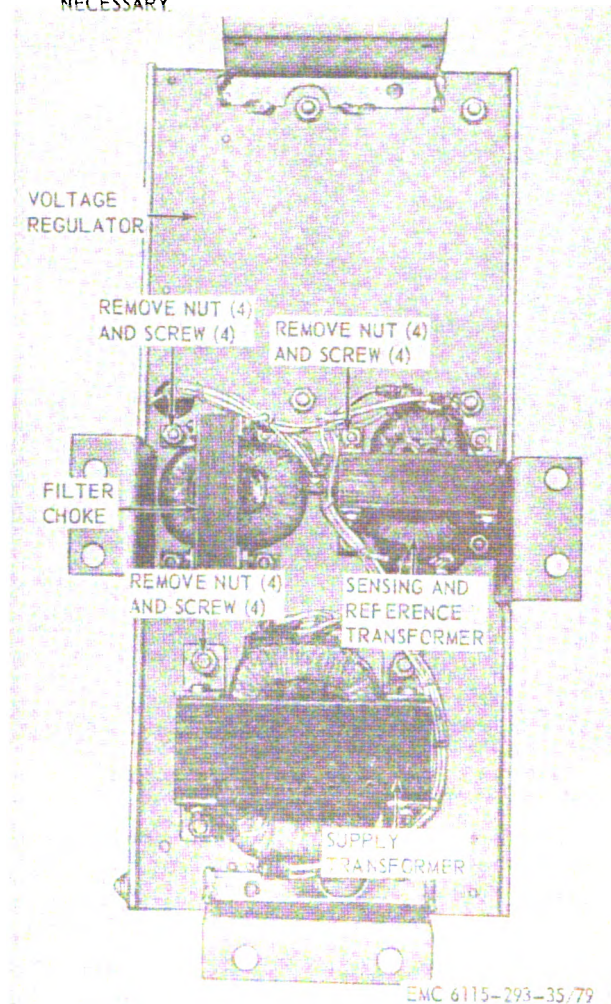 NECESSARY.
VOLTAGE
REGULATOR
REMOVE NUT (4)
AND SCREW (4)
REMOVE NUT (4)
AND SCREW (4)
FILTER
CHOKE
REMOVE NUT (4)
AND SCREW (4)
SENSING AND
REFERENCE
TRANSFORMER
SUPPLY
TRANSFORMER
EMC 6115-293-35/79